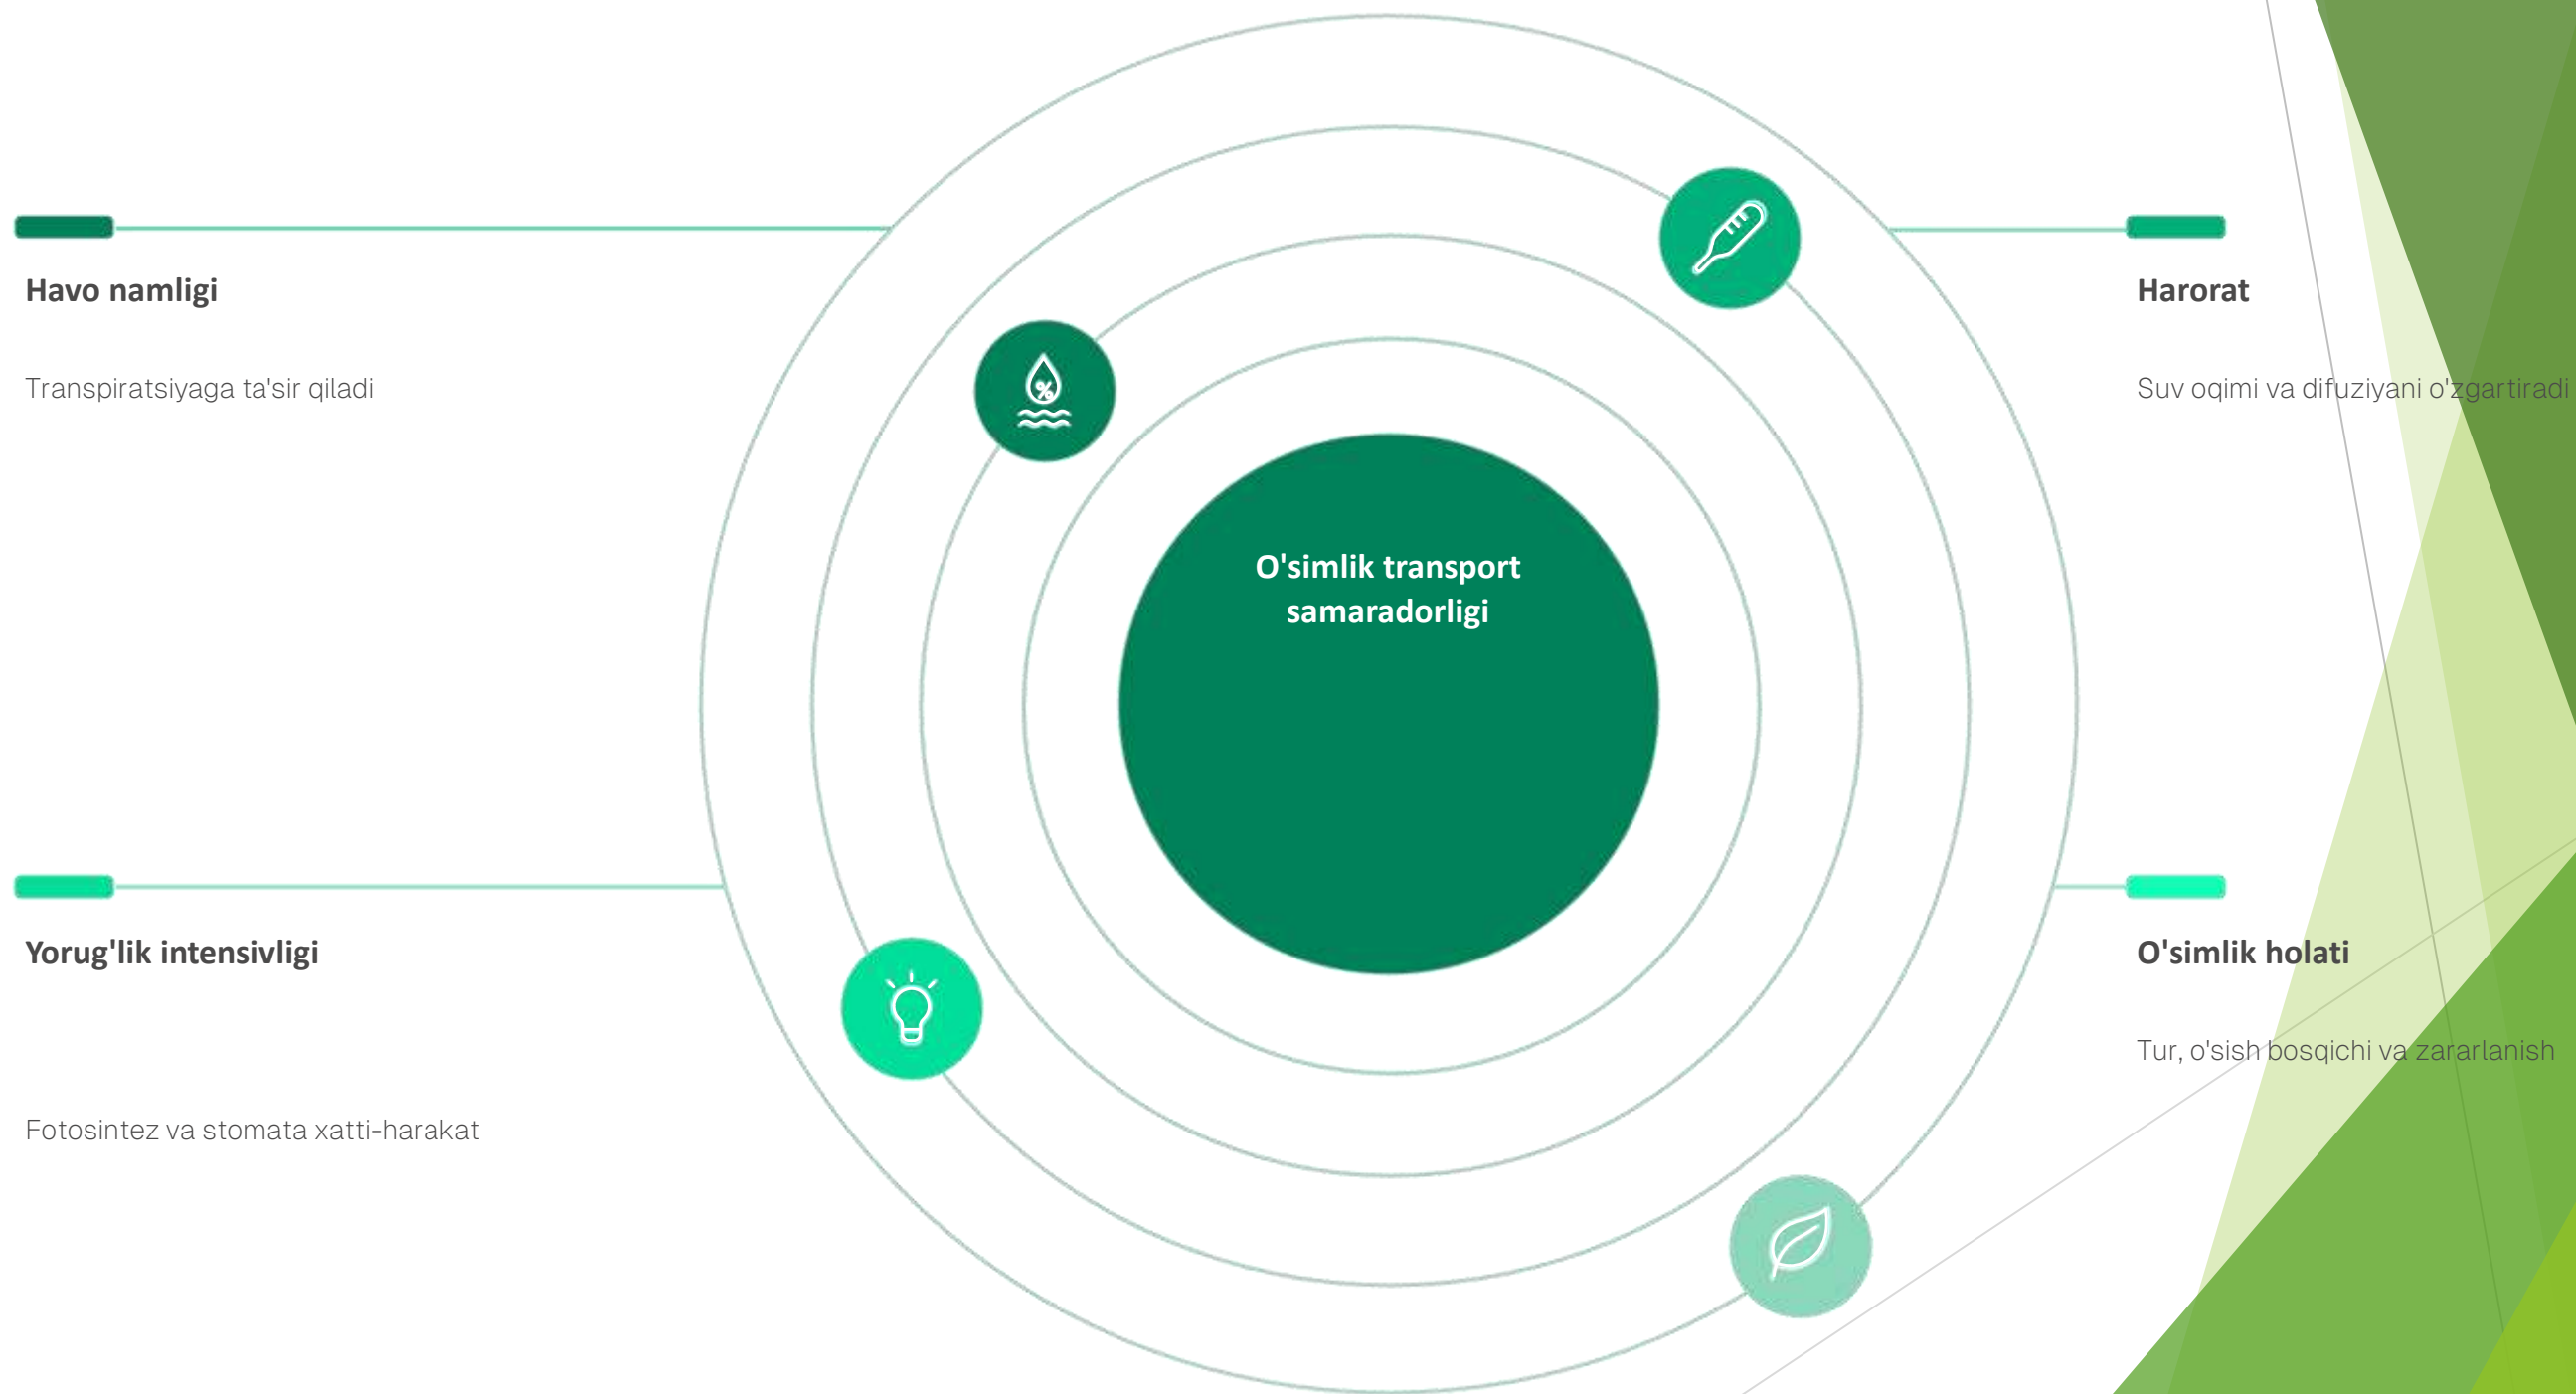 Havo namligi
Transpiratsiyaga ta'sir qiladi
Harorat
Suv oqimi va difuziyani o'zgartiradi
O'simlik transport
samaradorligi
Yorug'lik intensivligi
Fotosintez va stomata xatti-harakat
O'simlik holati
Tur, o'sish bosqichi va zararlanish
%